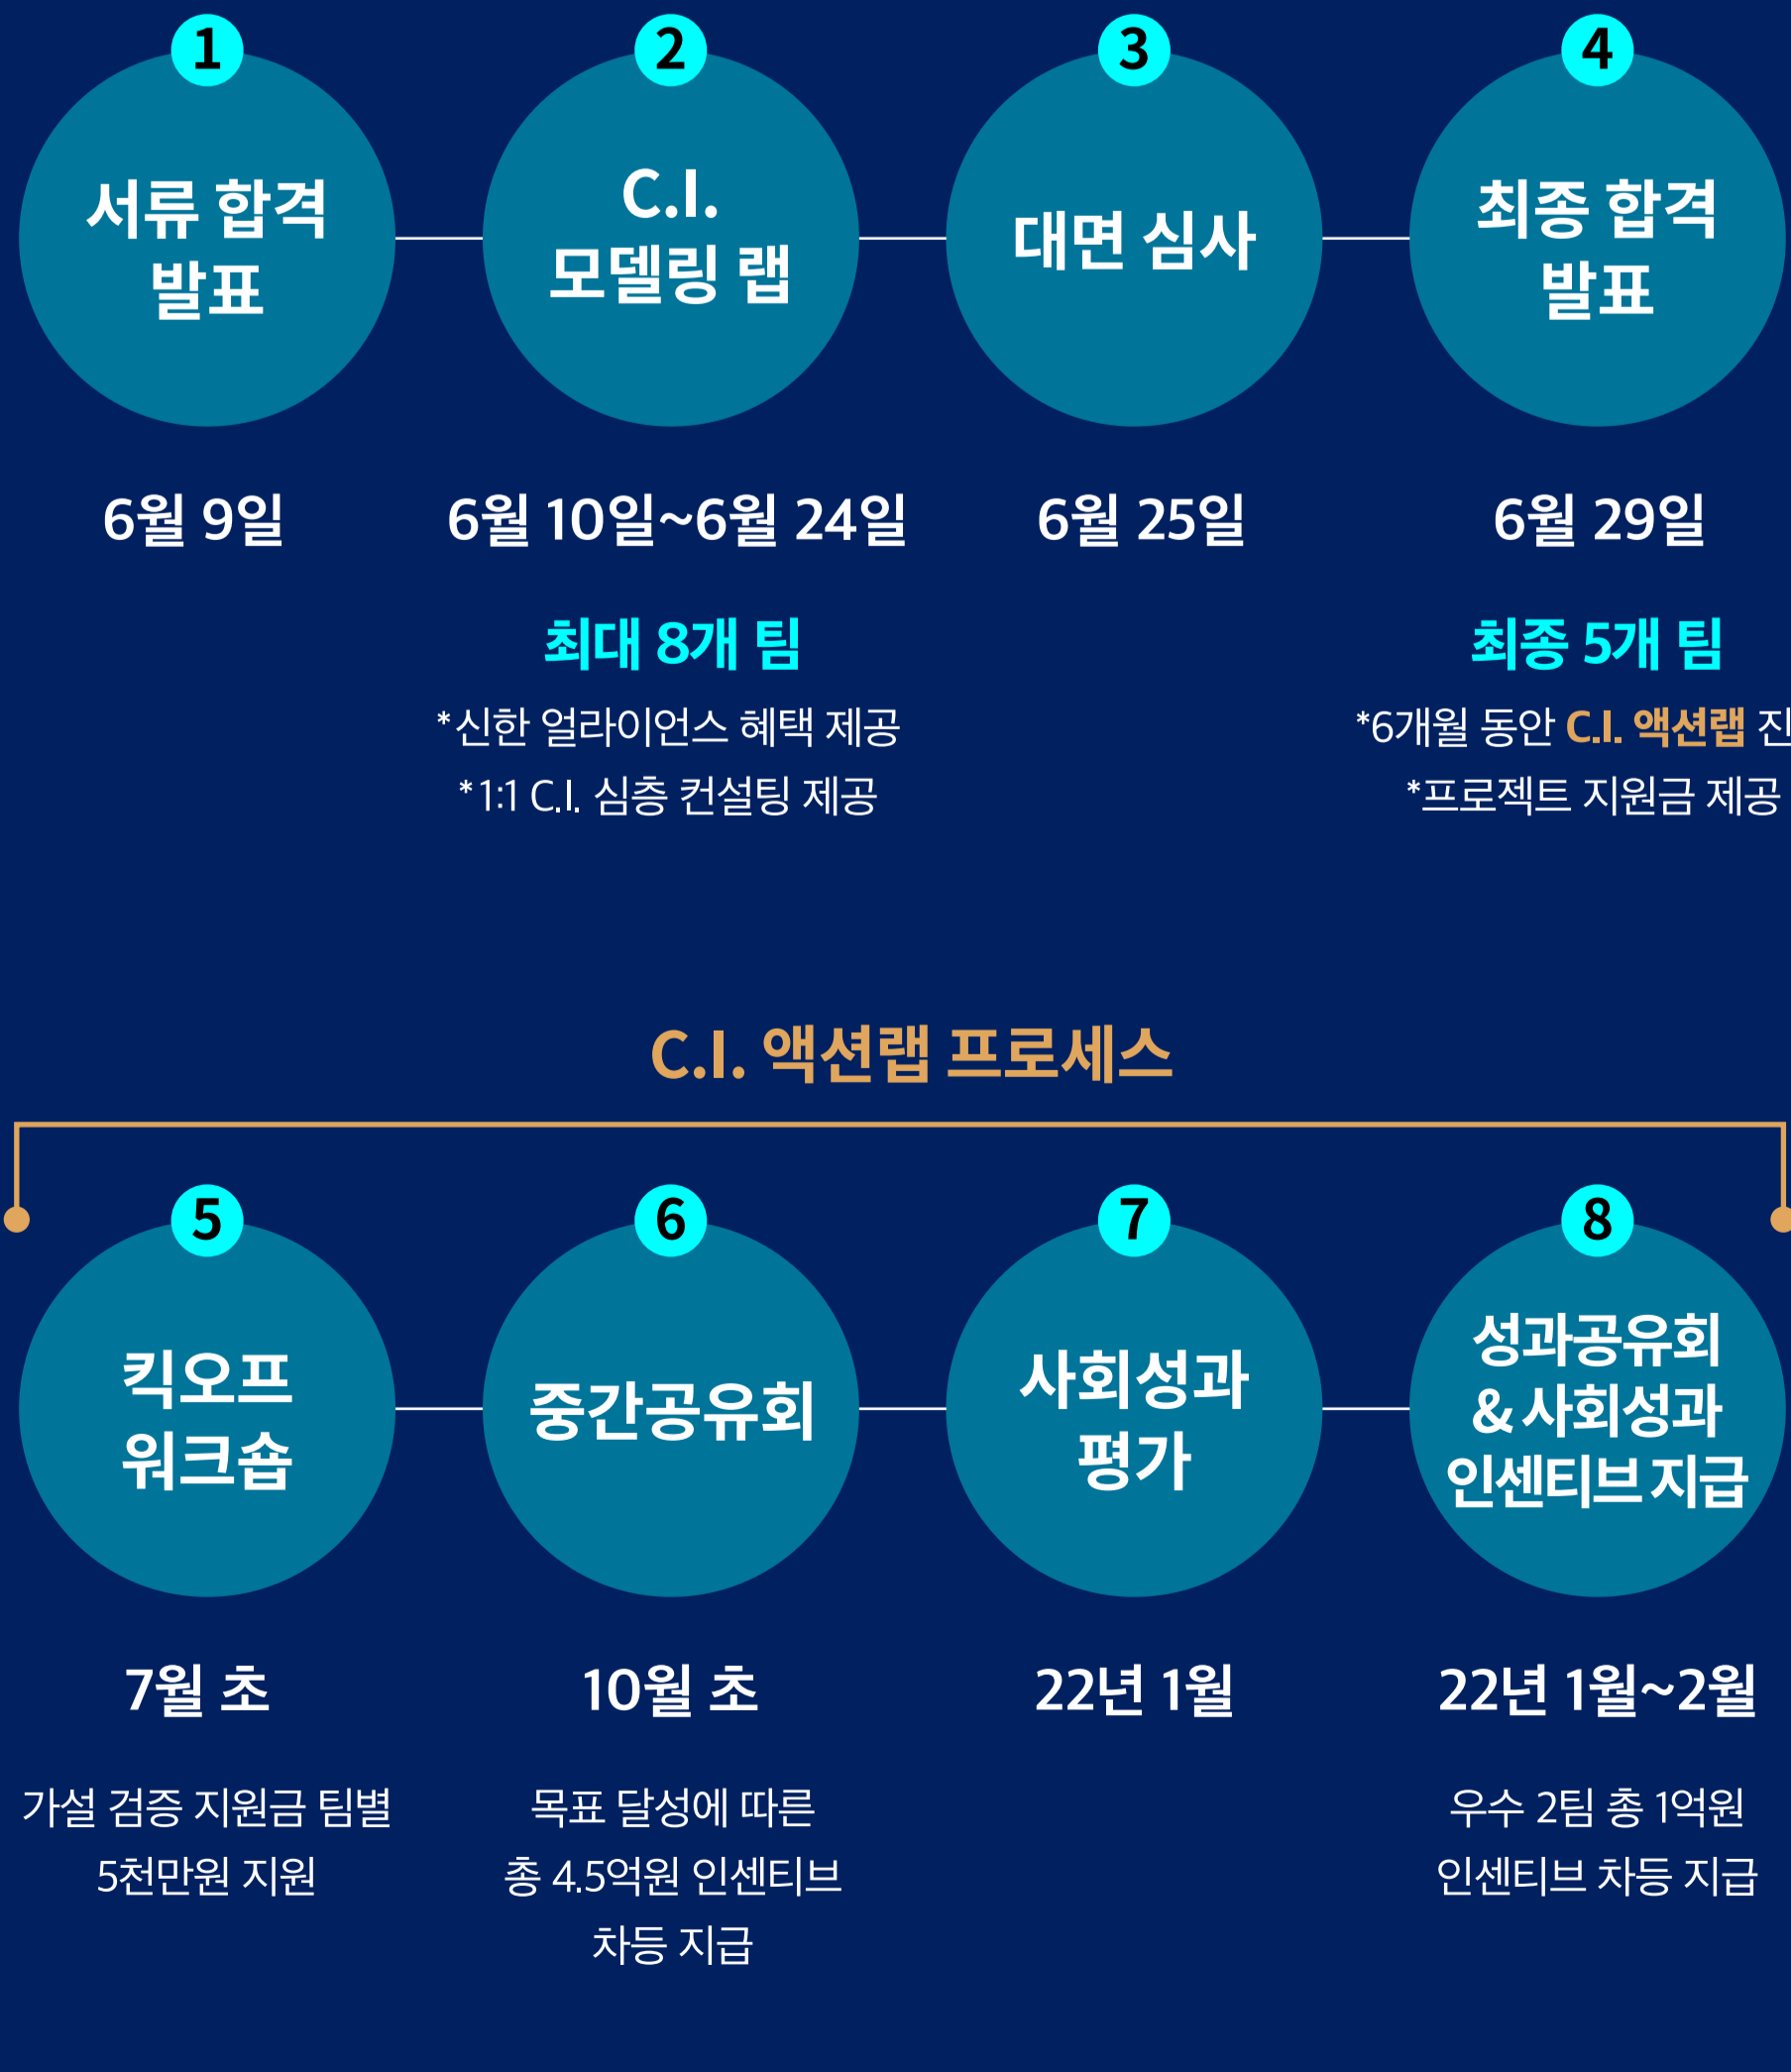 1
서류 합격
발표
6월 9일
2
C.I.
모델링 랩
6월 10일~6월 24일
최대 8개 팀
*신한 얼라이언스 혜택 제공
*1:1 C.I. 심층 컨설팅 제공
3
대면 심사
6월 25일
4
최종 합격
발표
6월 29일
최종 5개 팀
*6개월 동안 C.I. 액션랩 진
*프로젝트 지원금 제공
C.I. 액션랩 프로세스
5
킥오프
워크숍
7월 초
가설 검증 지원금 팀별
5천만원 지원
6
중간공유회
10월 초
목표 달성에 따른
총 4.5억원 인센티브
차등 지급
7
사회성과
평가
22년 1월
8
성과공유회
& 사회성과
인센티브 지급
22년 1월~2월
우수 2팀 총 1억원
인센티브 차등 지급